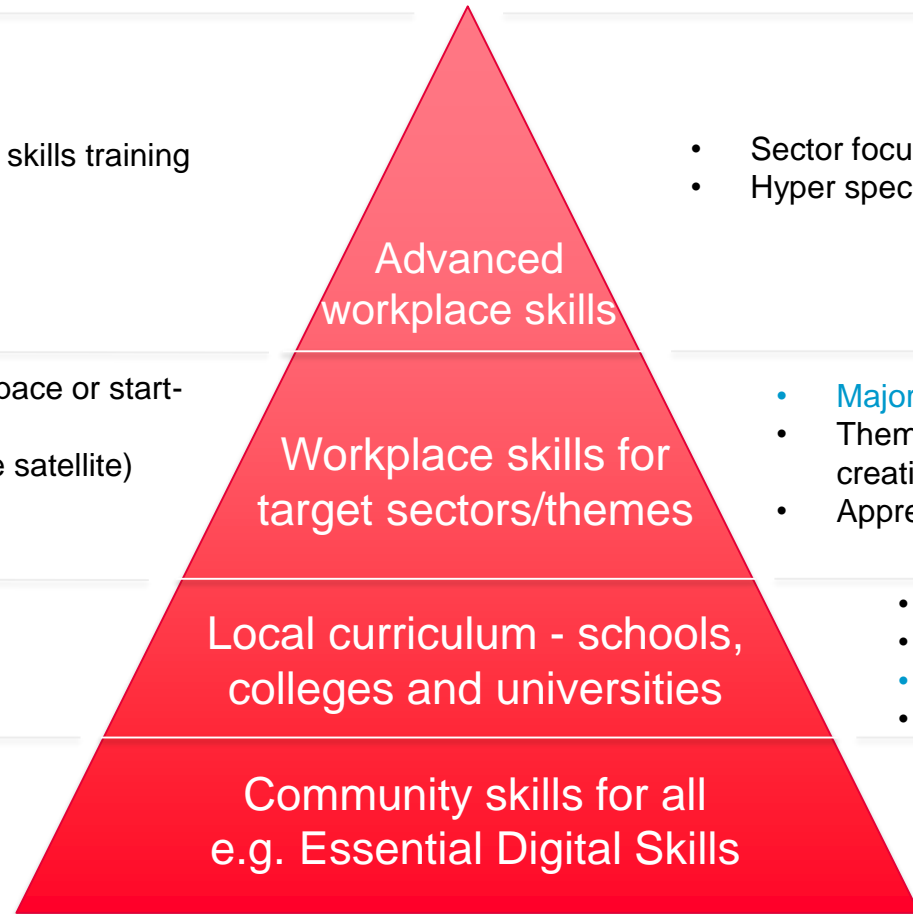 skills training
• Sector focu
• Hyper spec
Advanced
workplace skills
pace or start-
e satellite)
• Major
• Them
creati
• Appre
Workplace skills for
target sectors/themes
Local curriculum - schools,
colleges and universities
•
•
•
•
Community skills for all
e.g. Essential Digital Skills